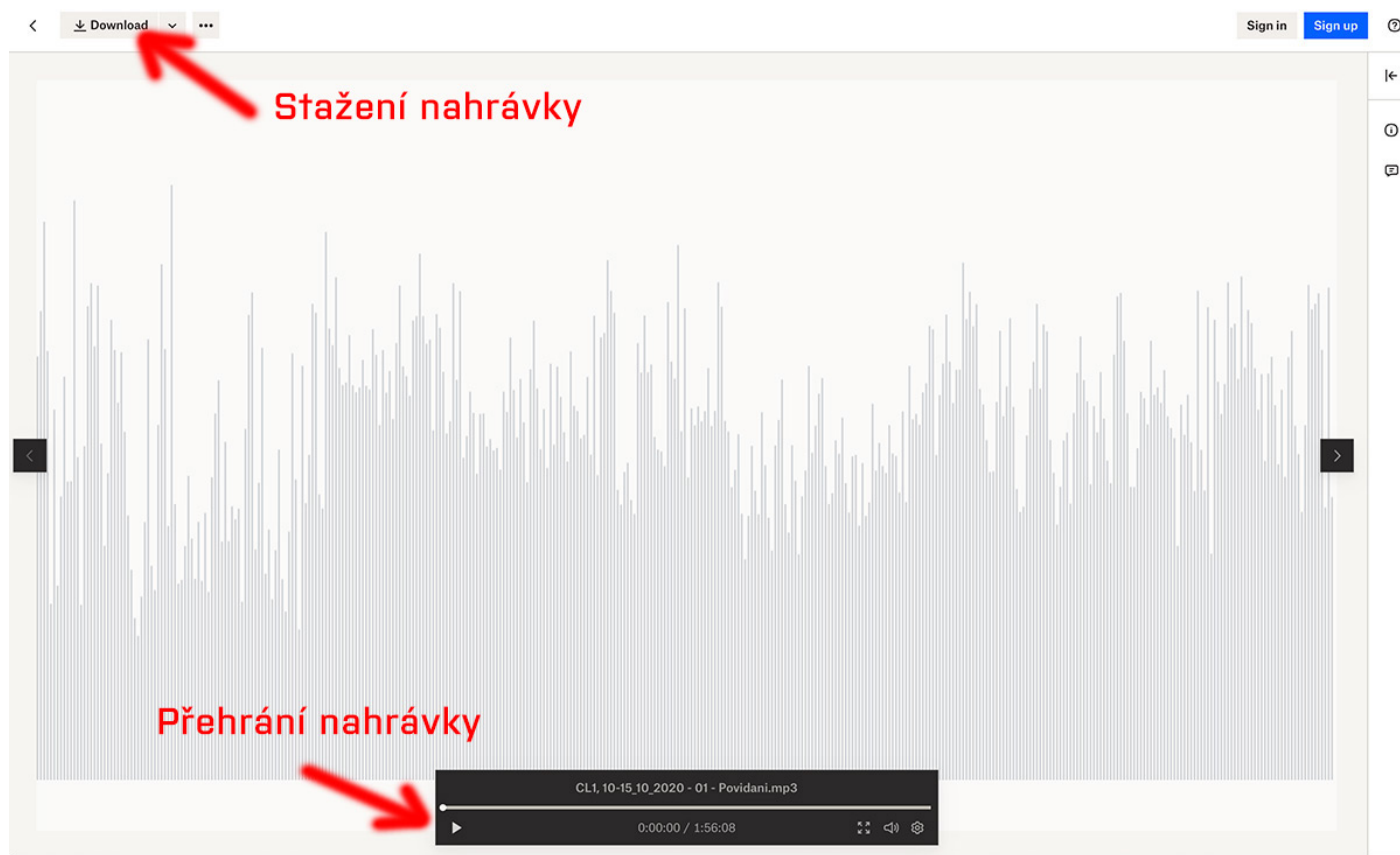 Download
Sign in
Sign up
Stažení nahrávky
Přehrání nahrávky
CL1, 10-15_10_2020 - 01 - Povidani.mp3
0:00:00 / 1:56:08